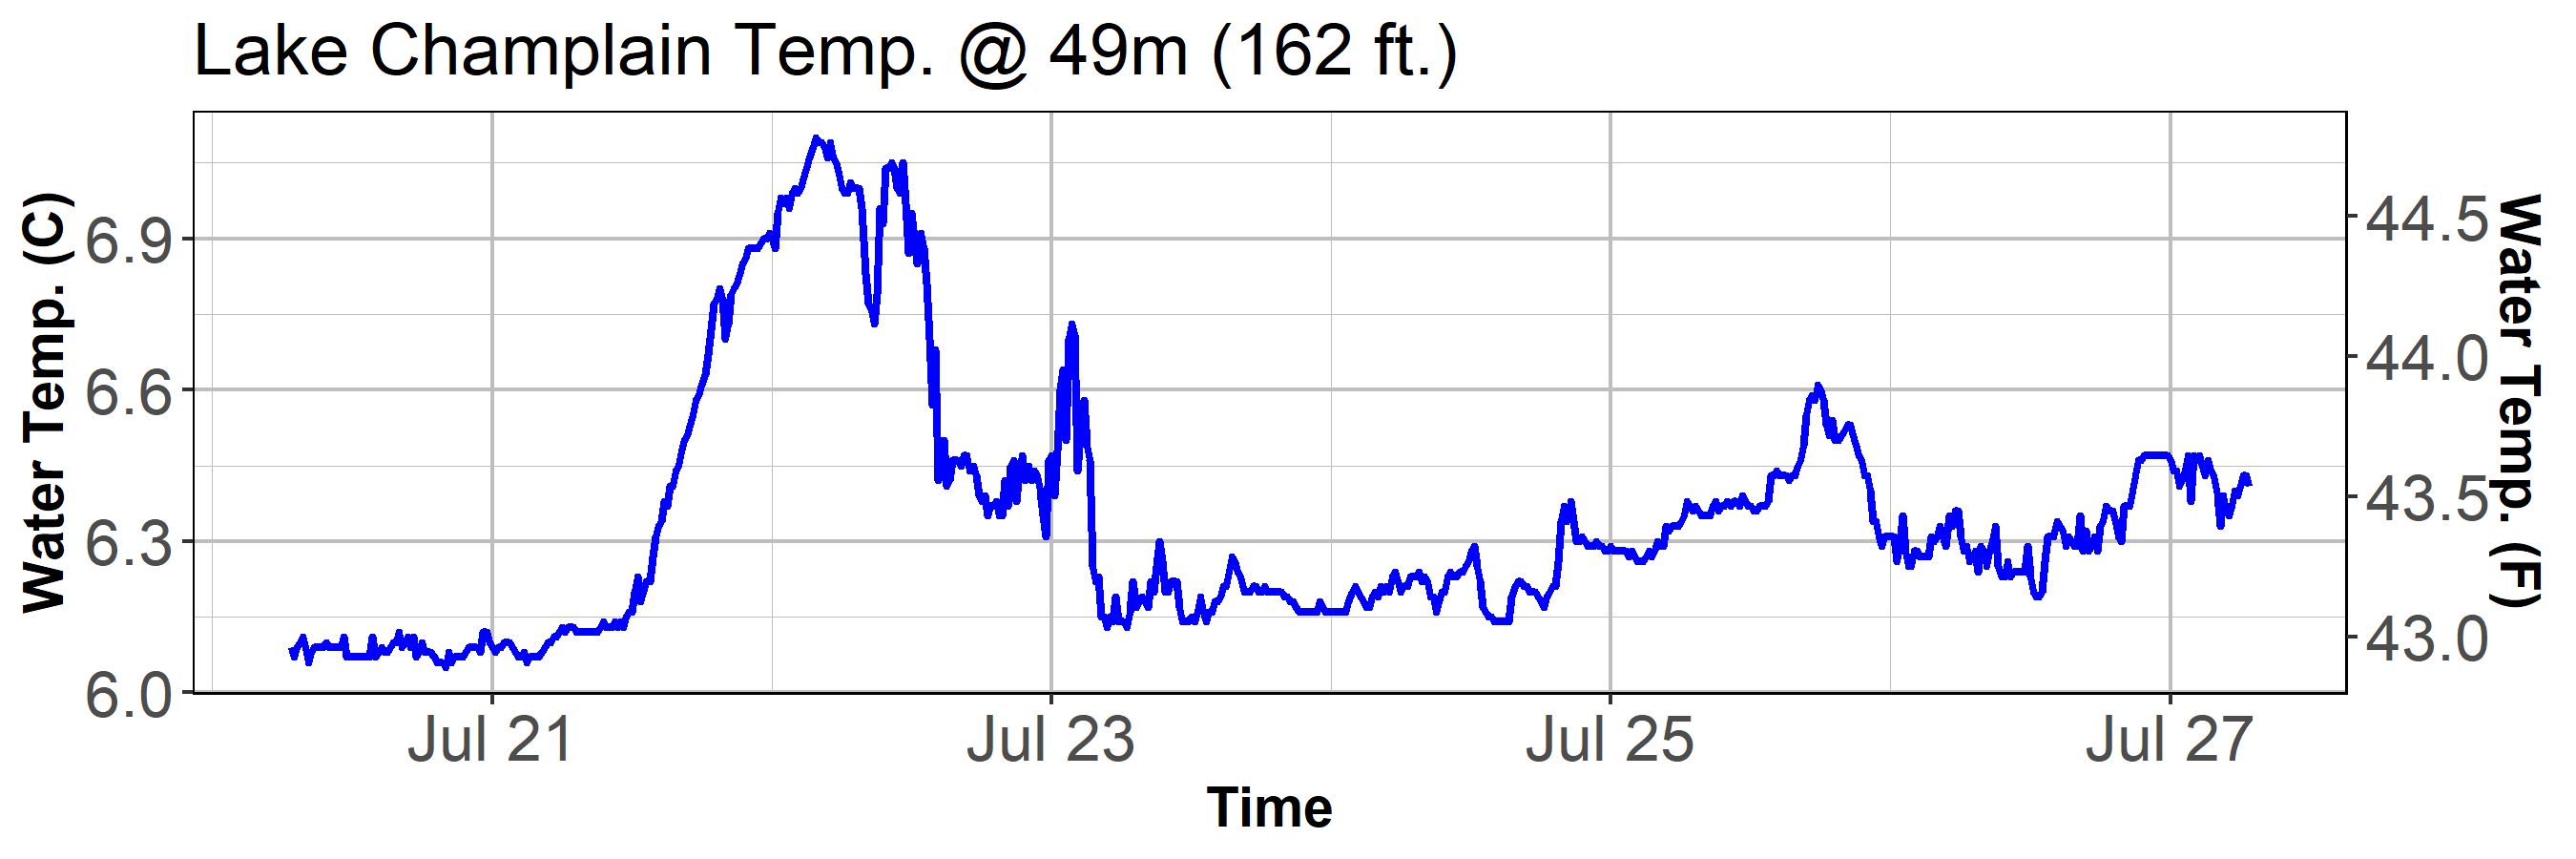 Lake Champlain Temp. @ 49m (162 ft.)
Water Temp. (C)
6.9
6.6
6.3
6.0
44.5
44.0
43.5
43.0
Water Temp. (F)
Jul 21
Jul 23
Jul 25
Jul 27
Time